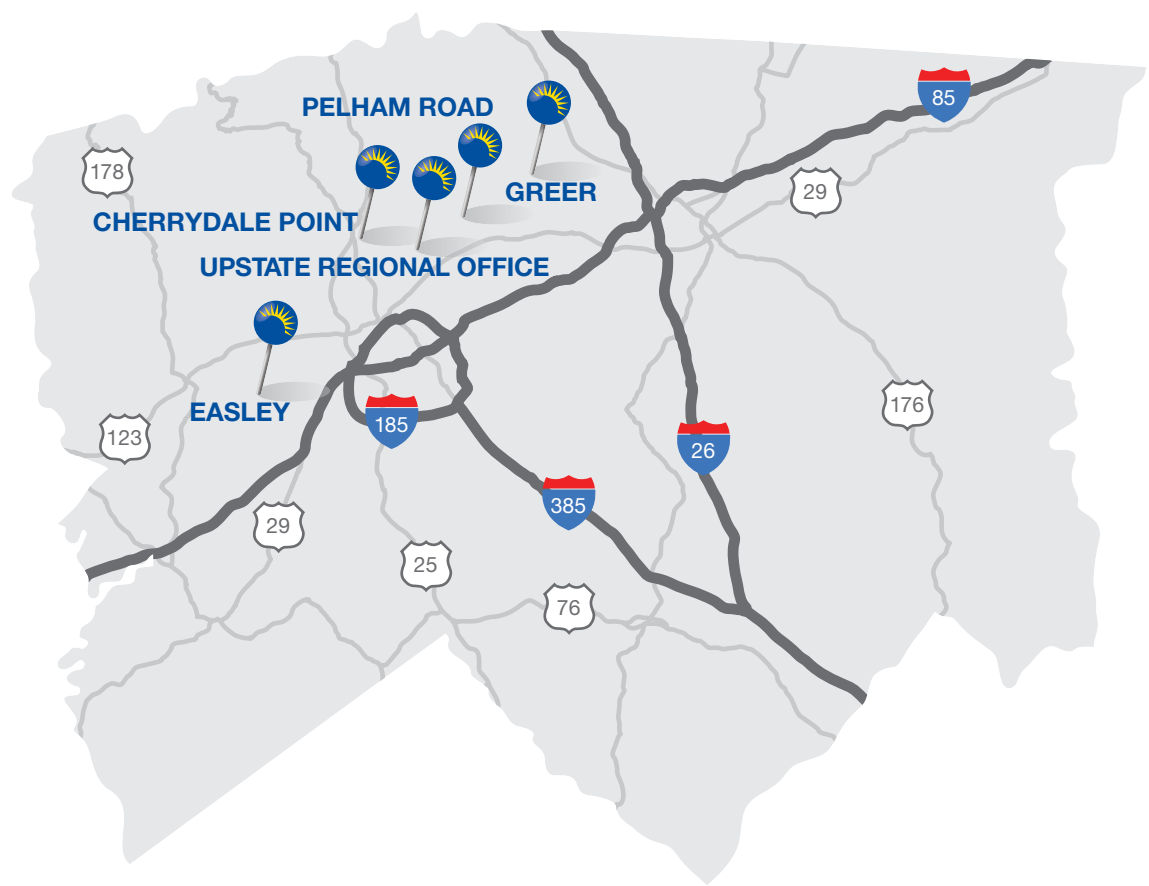 85
PELHAM ROAD
178
29
GREER
CHERRYDALE POINT
UPSTATE REGIONAL OFFICE
EASLEY
176
185
123
26
385
29
25
76